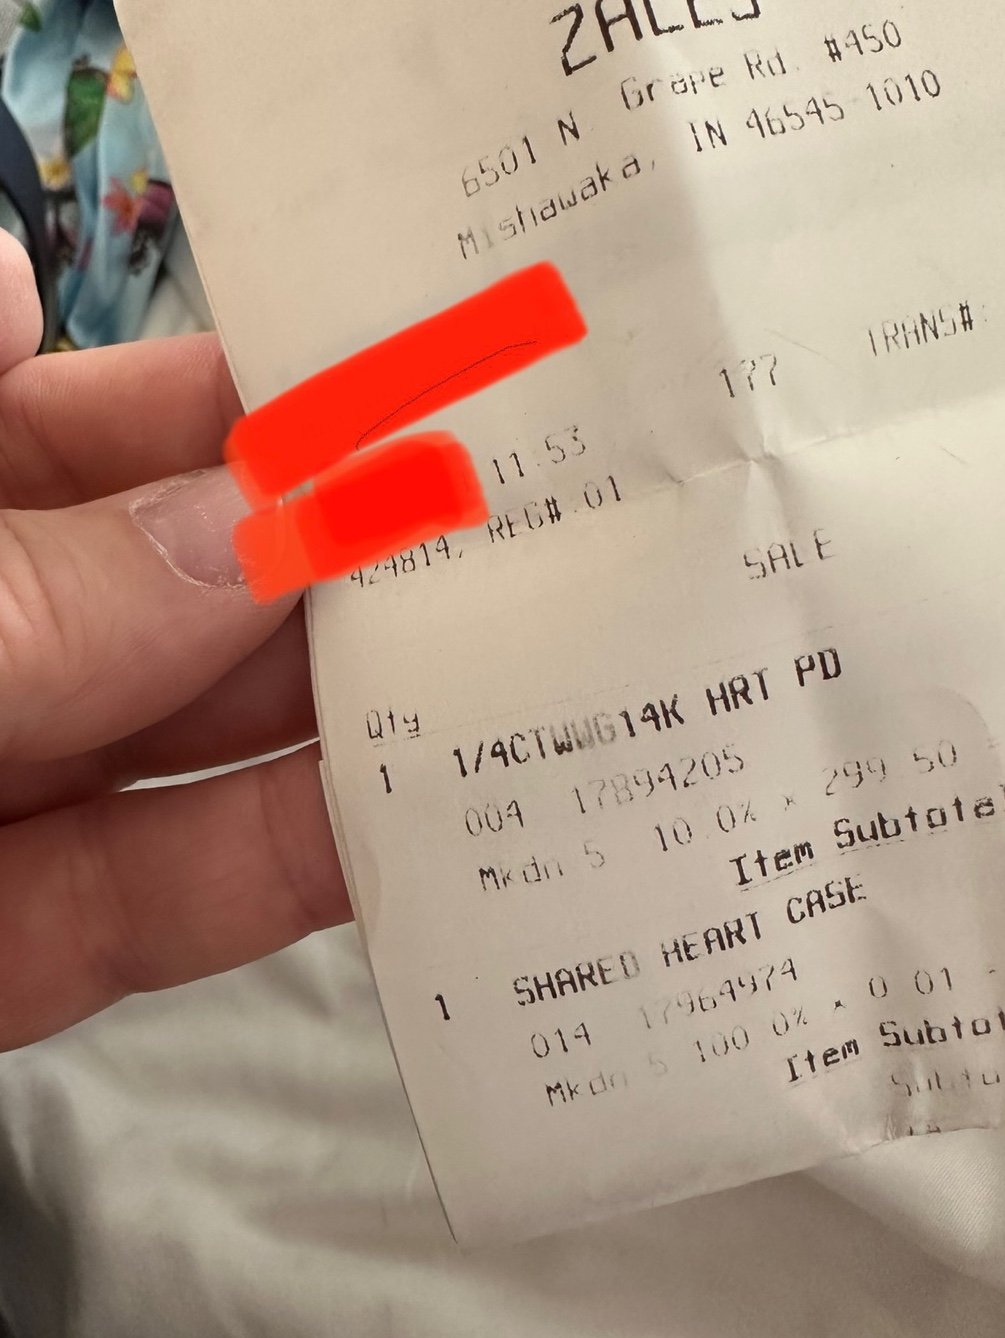 ZALES
6501 N. Grape Rd. #450
Mishawaka, IN 46545-1010
177 TRANS#:
11:53
424814, REG#:01
SALE
Qty
1 1/4CTWWG14K HRT PD
004 17894205
Mkdn 5 10.0% x 299.50
Item Subtota
1 SHARED HEART CASE
014 17964974
Mkdn 5 100.0% x 0.01
Item Subtot